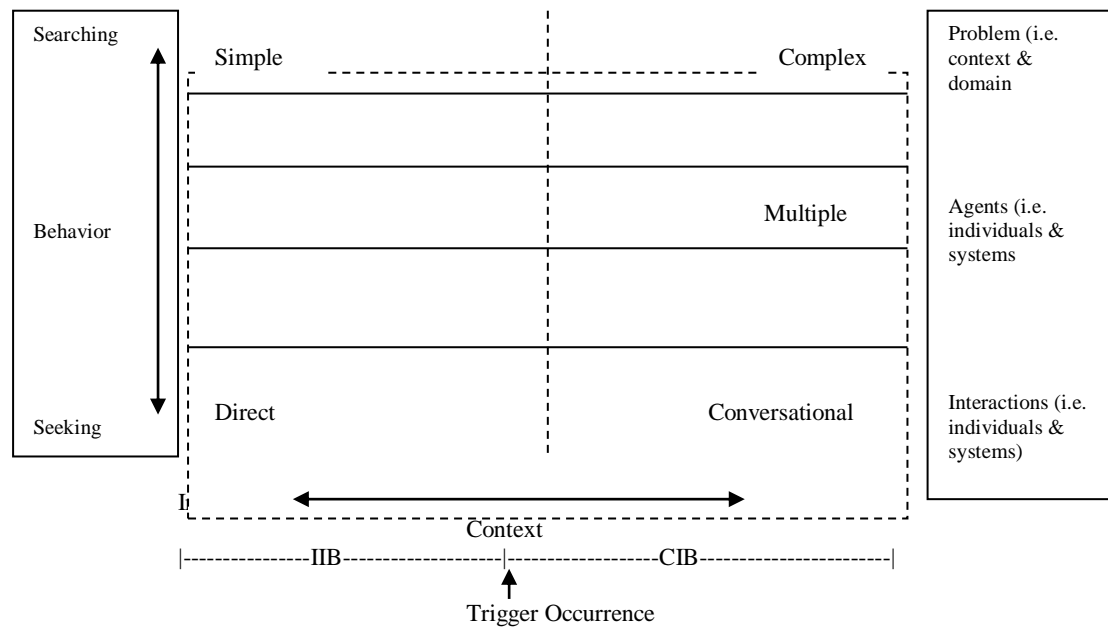 Searching
Behavior
Seeking
Simple
Complex
Multiple
Direct
Conversational
Problem (i.e.
context &
domain
Agents (i.e.
individuals &
systems
Interactions (i.e.
individuals &
systems)
Context
|-----------------------IIB-----------------------|-----------------------CIB-----------------------|
Trigger Occurrence